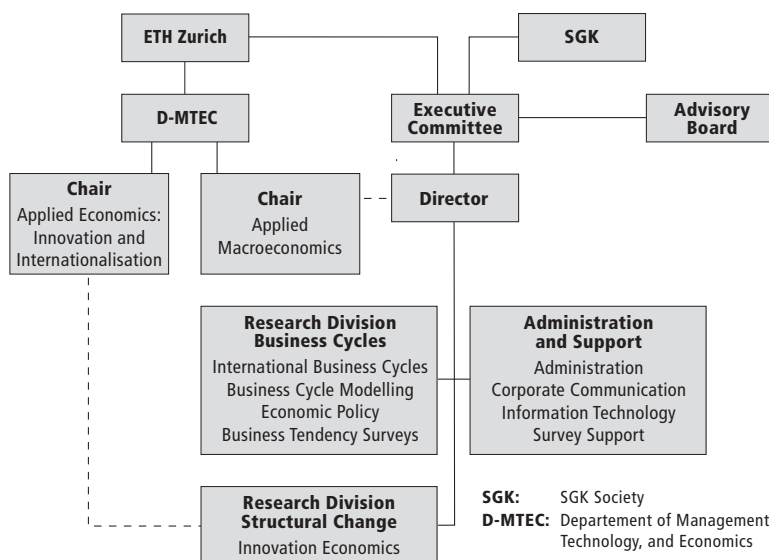 ETH Zurich
SGK
D-MTEC
Executive
Committee
Advisory
Board
Chair
Applied Economics:
Innovation and
Internationalisation
Chair
Applied
Macroeconomics
Director
Research Division
Business Cycles
International Business Cycles
Business Cycle Modelling
Economic Policy
Business Tendency Surveys
Administration
and Support
Administration
Corporate Communication
Information Technology
Survey Support
Research Division
Structural Change
Innovation Economics
SGK: SGK Society
D-MTEC: Departement of Management
Technology, and Economics